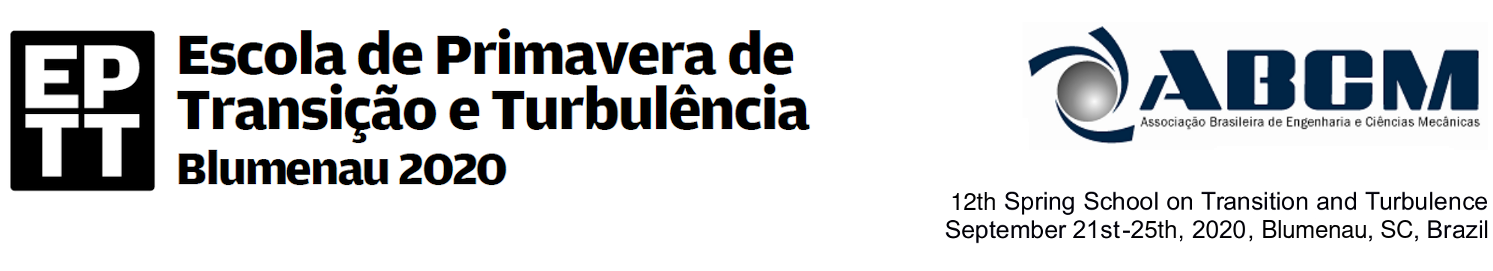 EP
TT
Escola de Primavera de
Transição e Turbulência
Blumenau 2020
ABCM
Associação Brasileira de Engenharia e Ciências Mecânicas
12th Spring School on Transition and Turbulence
September 21st-25th, 2020, Blumenau, SC, Brazil